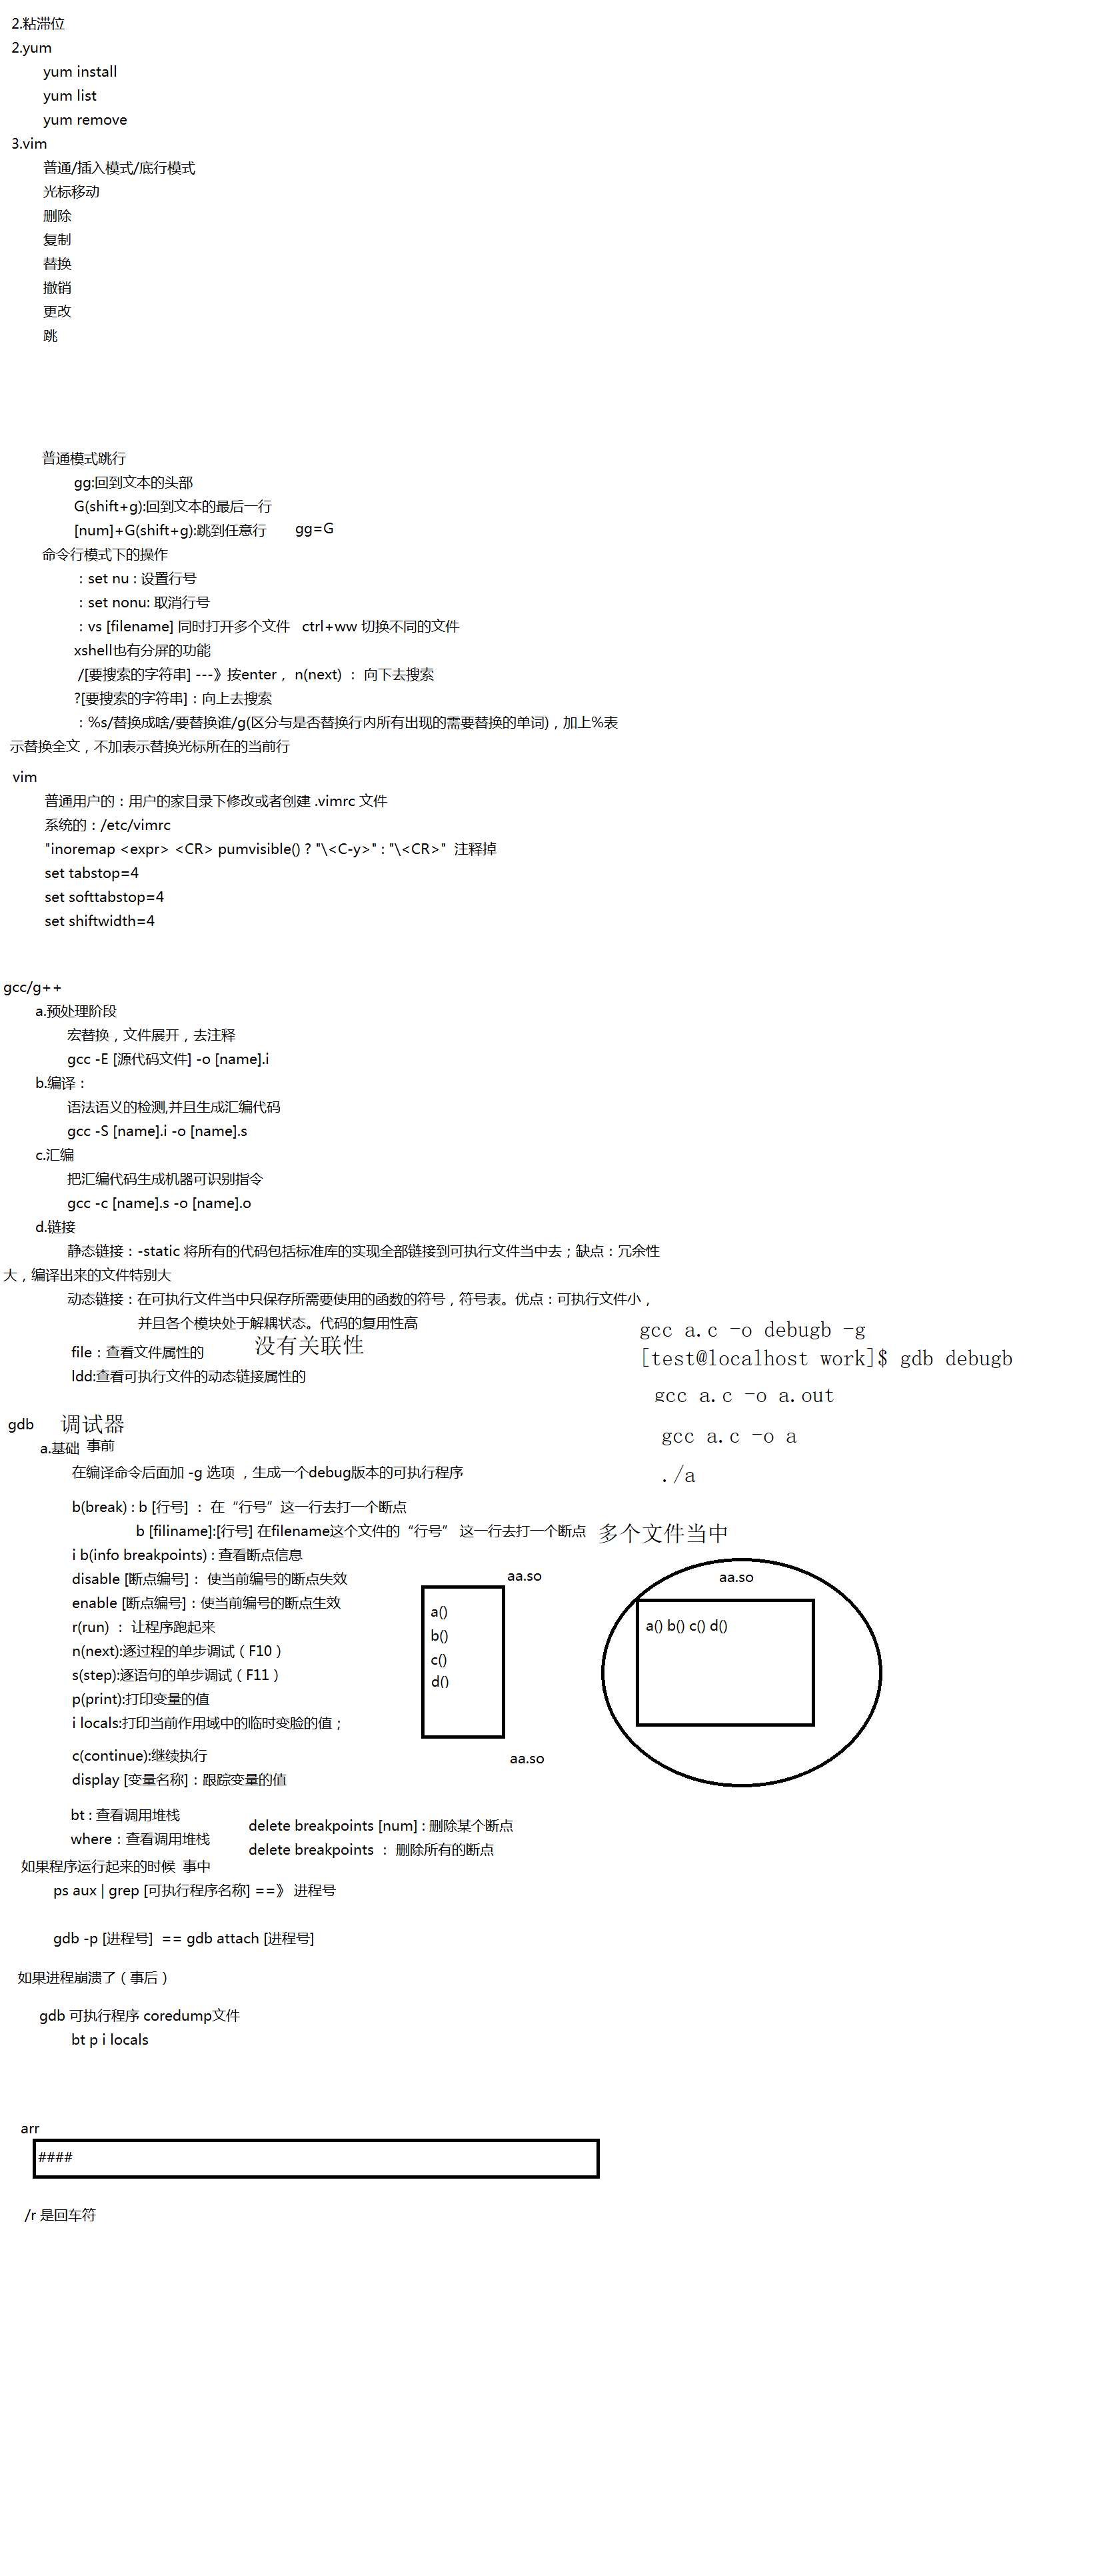 2.粘滞位
2.yum
yum install
yum list
yum remove
3.vim
普通/插入模式/底行模式
光标移动
删除
复制
替换
撤销
更改
跳
普通模式跳行
gg:回到文本的头部
G(shift+g):回到文本的最后一行
[num]+G(shift+g):跳到任意行 gg=G
命令行模式下的操作
：set nu : 设置行号
：set nonu: 取消行号
：vs [filename] 同时打开多个文件 ctrl+ww 切换不同的文件
xshell也有分屏的功能
/[要搜索的字符串] ---》按enter， n(next) ： 向下去搜索
?[要搜索的字符串]：向上去搜索
：%s/替换成啥/要替换谁/g(区分与是否替换行内所有出现的需要替换的单词)，加上%表
示替换全文，不加表示替换光标所在的当前行
vim
普通用户的：用户的家目录下修改或者创建 .vimrc 文件
系统的：/etc/vimrc
"inoremap <expr> <CR> pumvisible() ? "\<C-y>" : "\<CR>" 注释掉
set tabstop=4
set softtabstop=4
set shiftwidth=4
gcc/g++
a.预处理阶段
宏替换，文件展开，去注释
gcc -E [源代码文件] -o [name].i
b.编译：
语法语义的检测,并且生成汇编代码
gcc -S [name].i -o [name].s
c.汇编
把汇编代码生成机器可识别指令
gcc -c [name].s -o [name].o
d.链接
静态链接：-static 将所有的代码包括标准库的实现全部链接到可执行文件当中去；缺点：冗余性
大，编译出来的文件特别大
动态链接：在可执行文件当中只保存所需要使用的函数的符号，符号表。优点：可执行文件小，
并且各个模块处于解耦状态。代码的复用性高
没有关联性
file：查看文件属性的
ldd:查看可执行文件的动态链接属性的
gcc a.c -o debugb -g
[test@localhost work]$ gdb debugb
gcc a.c -o a.out
gcc a.c -o a
./a
gdb 调试器
a.基础 事前
在编译命令后面加 -g 选项 ，生成一个debug版本的可执行程序
b(break) : b [行号] ： 在“行号”这一行去打一个断点
b [filiname]:[行号] 在filename这个文件的“行号” 这一行去打一个断点 多个文件当中
i b(info breakpoints) : 查看断点信息
disable [断点编号]： 使当前编号的断点失效
enable [断点编号]：使当前编号的断点生效
r(run) ： 让程序跑起来
n(next):逐过程的单步调试（F10）
s(step):逐语句的单步调试（F11）
p(print):打印变量的值
i locals:打印当前作用域中的临时变脸的值；
c(continue):继续执行
display [变量名称]：跟踪变量的值
aa.so
a()
b()
c()
d()
aa.so
aa.so
a() b() c() d()
bt : 查看调用堆栈
where：查看调用堆栈
delete breakpoints [num] : 删除某个断点
delete breakpoints ： 删除所有的断点
如果程序运行起来的时候 事中
ps aux | grep [可执行程序名称] ==》 进程号
gdb -p [进程号] == gdb attach [进程号]
如果进程崩溃了（事后）
gdb 可执行程序 coredump文件
bt p i locals
arr
####
/r 是回车符